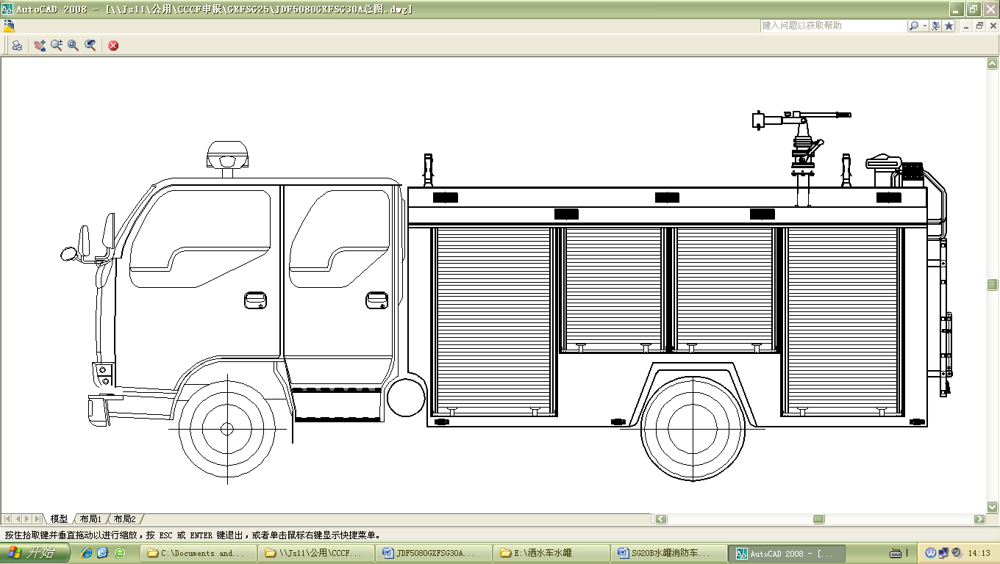 AutoCAD 2008 - [\\Js11\公用\CCCF申报\GXFSG25\JDF5080GXFSG30A总图.dwg]
键入问题以获取帮助
模型 布局1 布局2
按住拾取键并垂直拖动以进行缩放，按 ESC 或 ENTER 键退出，或者单击鼠标右键显示快捷菜单。
开始 C:\Documents and... \\Js11\公用\CCCF... JDF5080GXFSG30A... E:\洒水车水罐 SG20B水罐消防车... AutoCAD 2008 - [... 14:13